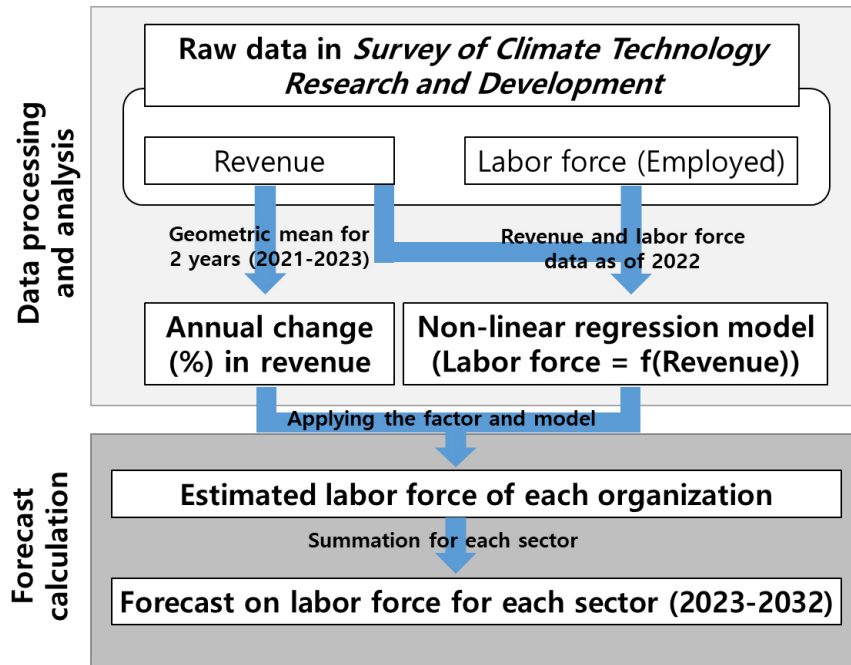 Raw data in Survey of Climate Technology
Research and Development
Data processing
and analysis
Revenue
Labor force (Employed)
Geometric mean for
2 years (2021-2023)
Revenue and labor force
data as of 2022
Annual change
(%) in revenue
Non-linear regression model
(Labor force = f(Revenue))
Applying the factor and model
Forecast
calculation
Estimated labor force of each organization
Summation for each sector
Forecast on labor force for each sector (2023-2032)